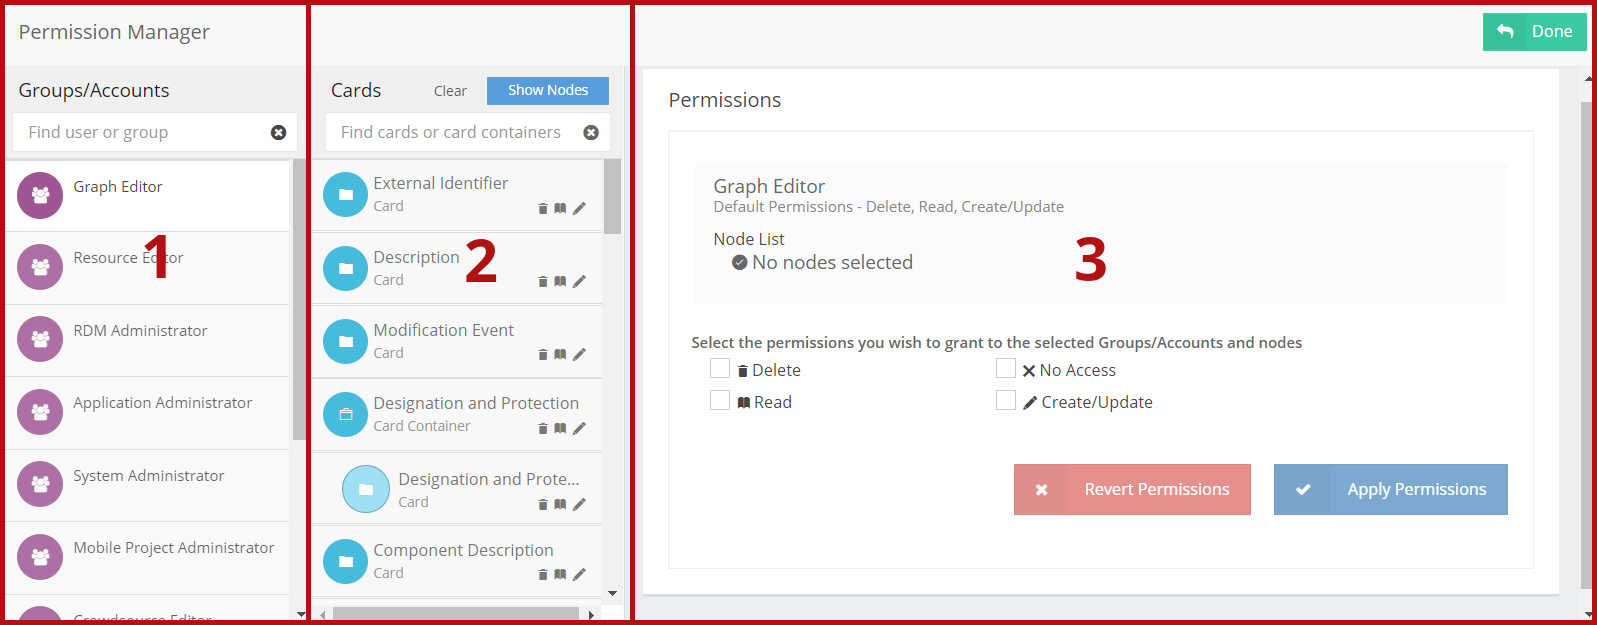 Permission Manager
Done
Groups/Accounts
Find user or group
Graph Editor
Resource Editor
RDM Administrator
Application Administrator
System Administrator
Mobile Project Administrator
Crowdsource Editor
1
Cards
Clear
Show Nodes
Find cards or card containers
External Identifier
Card
Description
Card
Modification Event
Card
Designation and Protection
Card Container
Designation and Prote...
Card
Component Description
Card
2
Permissions
Graph Editor
Default Permissions - Delete, Read, Create/Update
Node List
No nodes selected
3
Select the permissions you wish to grant to the selected Groups/Accounts and nodes
Delete
No Access
Read
Create/Update
Revert Permissions
Apply Permissions